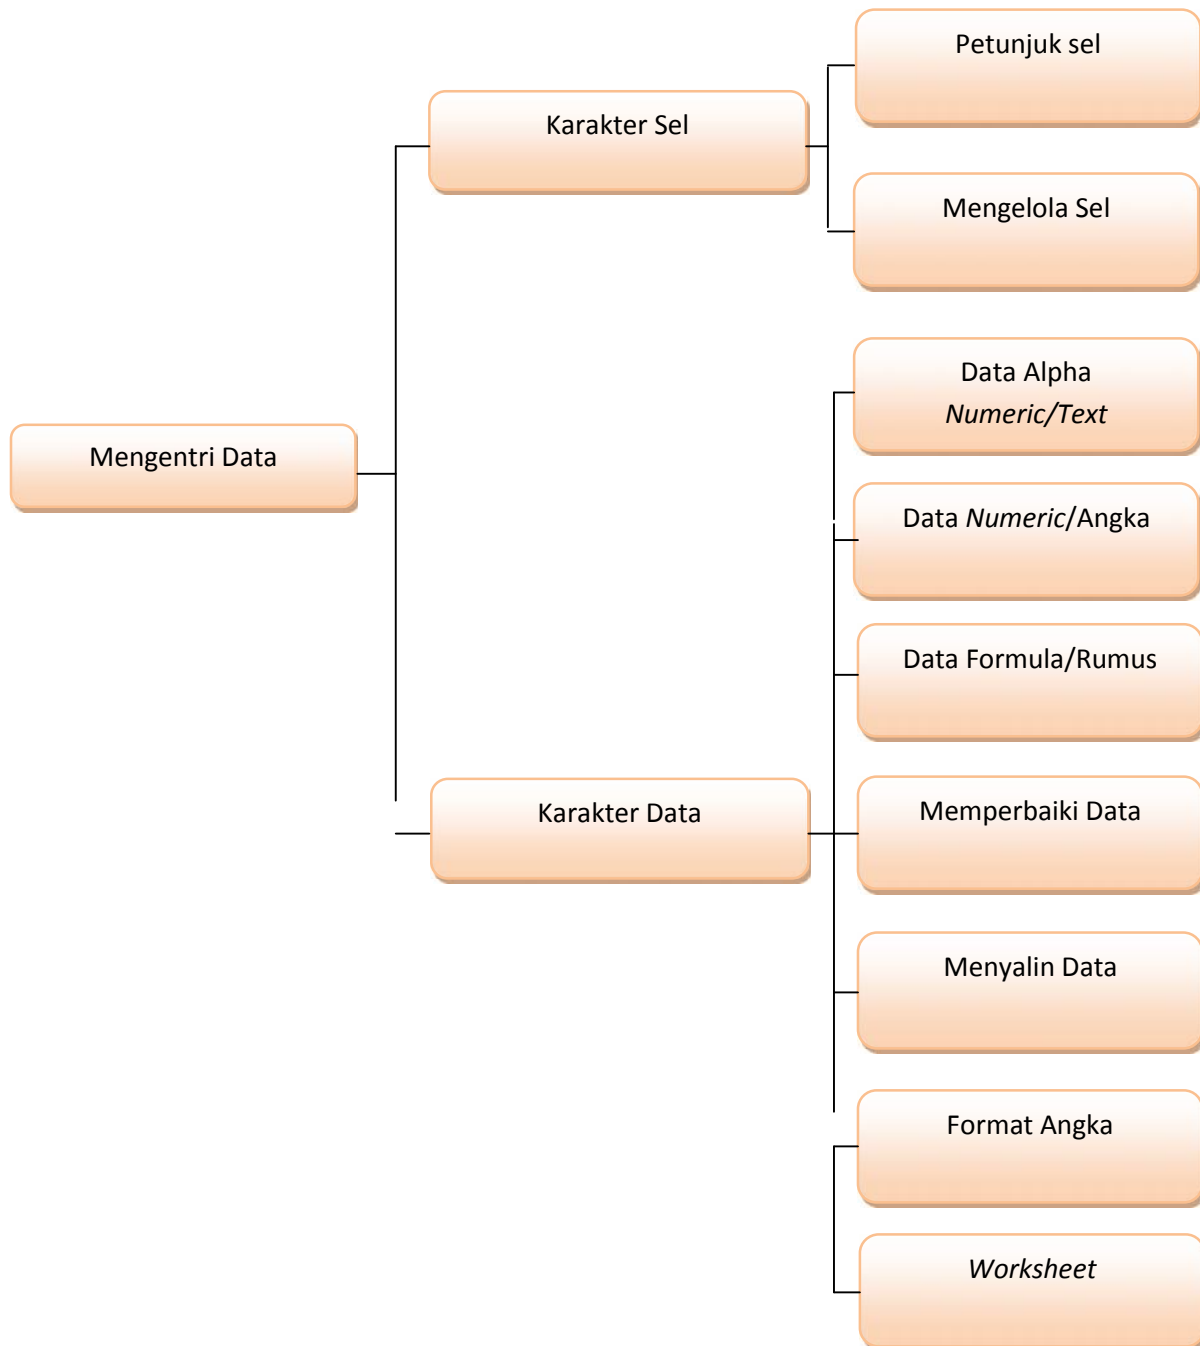 Petunjuk sel
Karakter Sel
Mengelola Sel
Data Alpha
Numeric/Text
Mengentri Data
Data Numeric/Angka
Data Formula/Rumus
Karakter Data
Memperbaiki Data
Menyalin Data
Format Angka
Worksheet